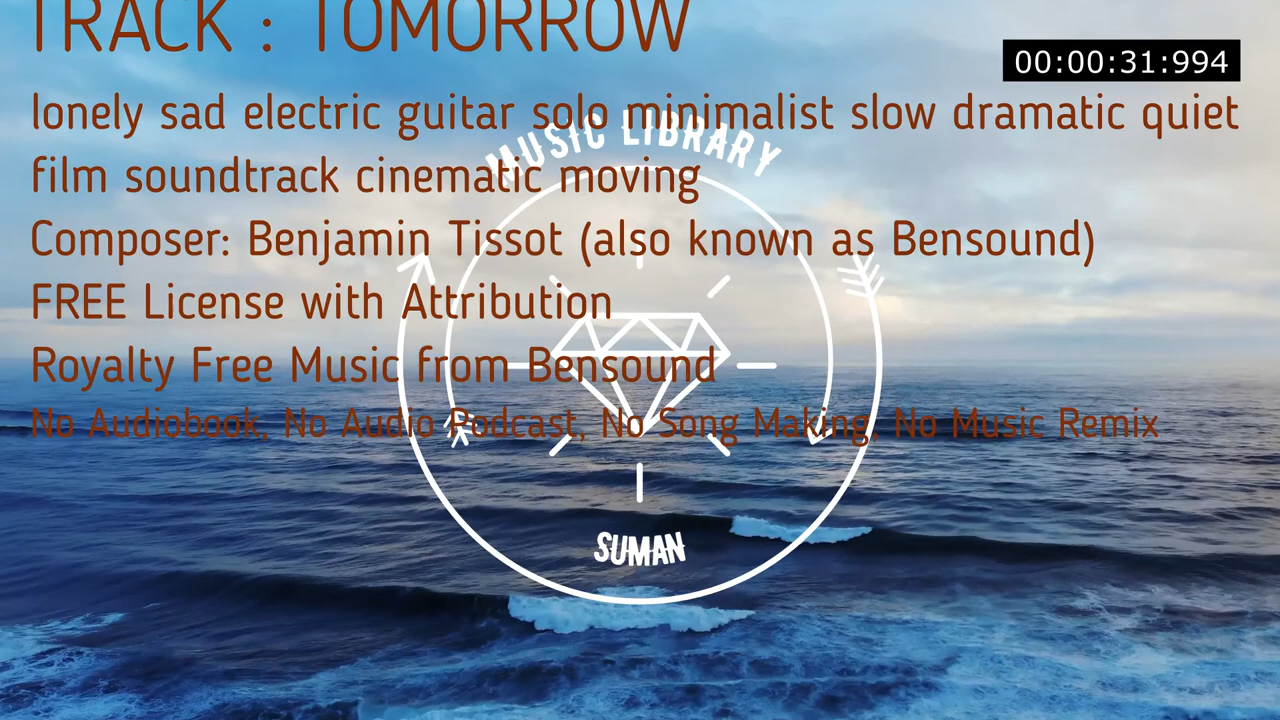 TRACK : TOMORROW
00:00:31:994
lonely sad electric guitar solo minimalist slow dramatic quiet
film soundtrack cinematic moving
Composer: Benjamin Tissot (also known as Bensound)
FREE License with Attribution
Royalty Free Music from Bensound
No Audiobook, No Audio Podcast, No Song Making, No Music Remix
MUSIC LIBRARY
SUMAN